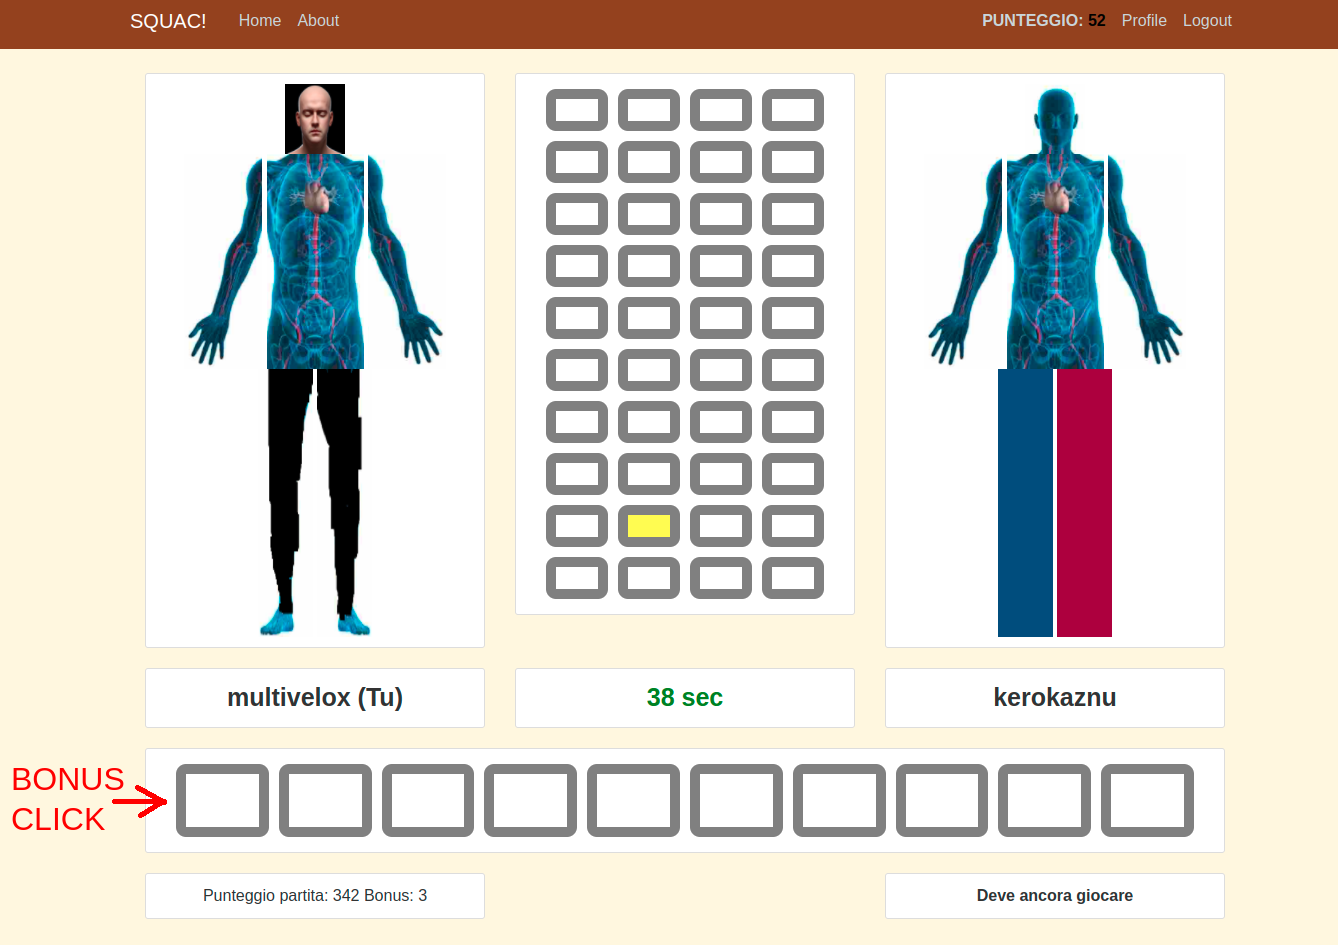 SQUAC! Home About PUNTEGGIO: 52 Profile Logout
multivelox (Tu)
38 sec
kerokaznu
BONUS
CLICK
Punteggio partita: 342 Bonus: 3
Deve ancora giocare